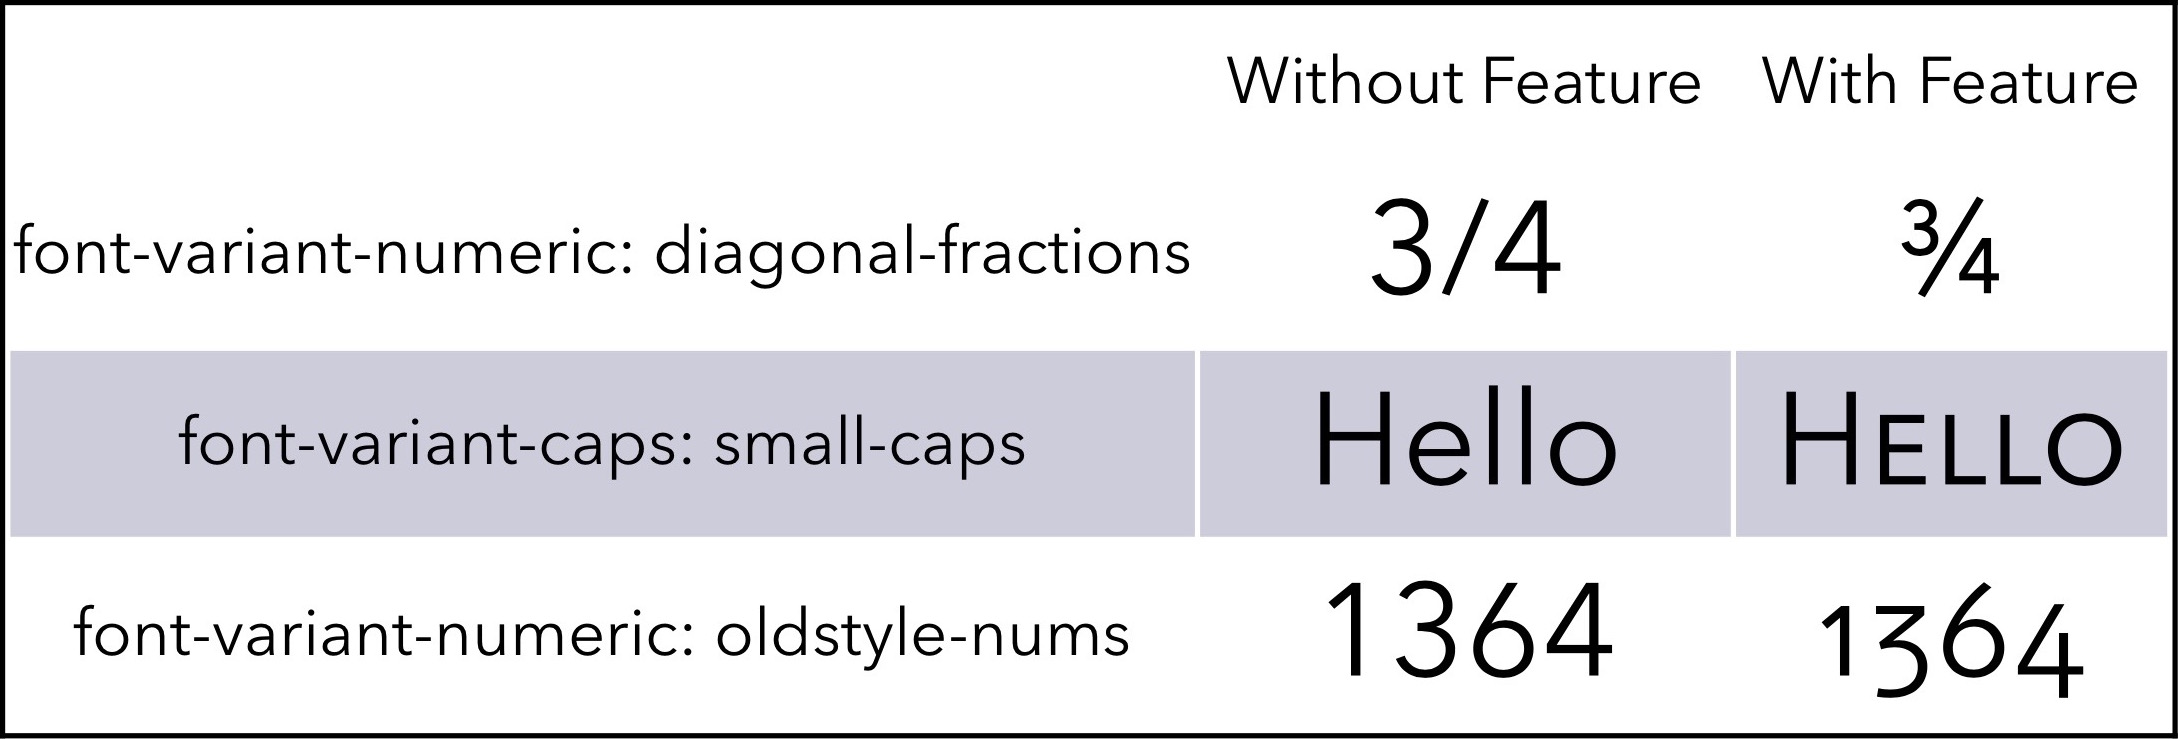 Without Feature With Feature
font-variant-numeric: diagonal-fractions 3/4 ¾
font-variant-caps: small-caps Hello Hello
font-variant-numeric: oldstyle-nums 1364 1364